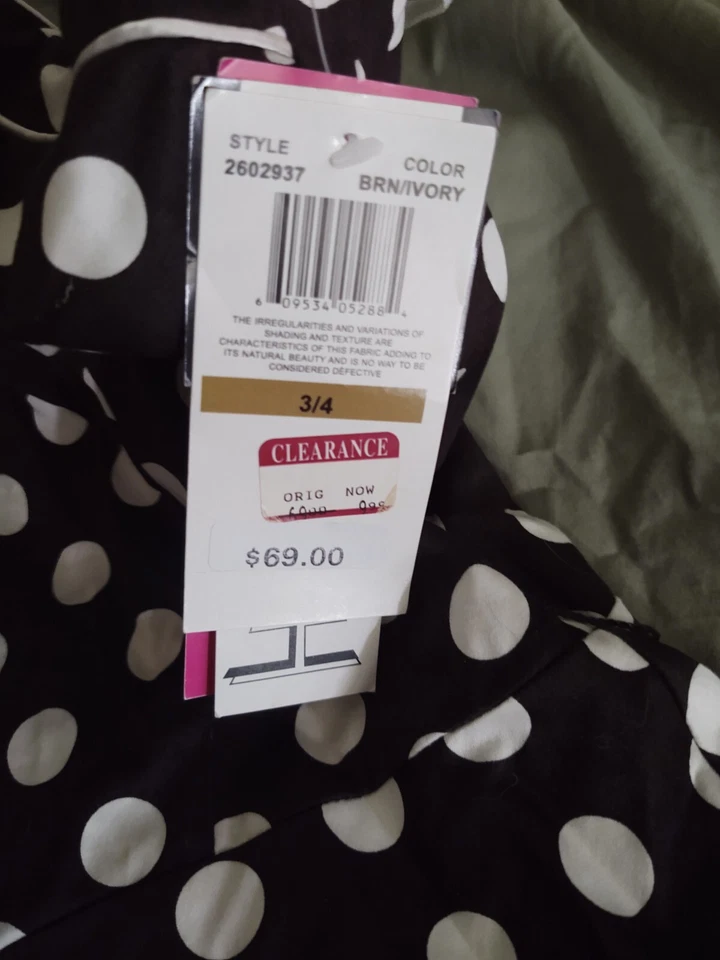 STYLE
2602937
COLOR
BRN/IVORY
6 09534 05288 4
THE IRREGULARITIES AND VARIATIONS OF
SHADING AND TEXTURE ARE
CHARACTERISTICS OF THIS FABRIC ADDING TO
ITS NATURAL BEAUTY AND IS NO WAY TO BE
CONSIDERED DEFECTIVE
3/4
CLEARANCE
ORIG NOW
$69.00